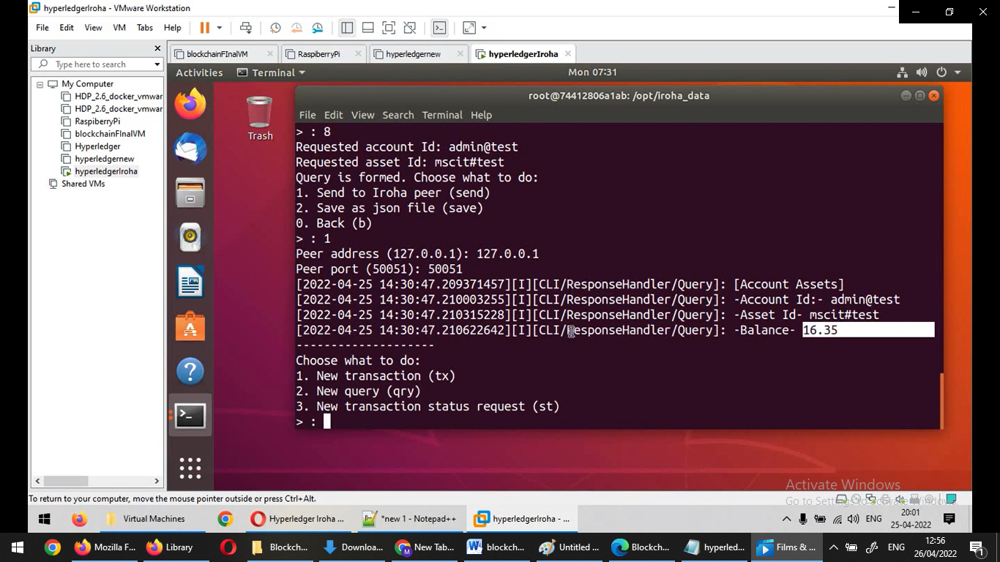 hyperledgerIroha - VMware Workstation
File Edit View VM Tabs Help
Library
Type here to search
My Computer
HDP_2.6_docker_vmwar
HDP_2.6_docker_vmwar
RaspiberryPi
blockchainFInalVM
Hyperledger
hyperledgernew
hyperledgerIroha
Shared VMs
blockchainFInalVM RaspiberryPi hyperledgernew hyperledgerIroha
Activities Terminal Mon 07:31
Trash
root@74412806a1ab: /opt/iroha_data
File Edit View Search Terminal Help
> : 8
Requested account Id: admin@test
Requested asset Id: mscit#test
Query is formed. Choose what to do:
1. Send to Iroha peer (send)
2. Save as json file (save)
0. Back (b)
> : 1
Peer address (127.0.0.1): 127.0.0.1
Peer port (50051): 50051
[2022-04-25 14:30:47.209371457][I][CLI/ResponseHandler/Query]: [Account Assets]
[2022-04-25 14:30:47.210003255][I][CLI/ResponseHandler/Query]: -Account Id:- admin@test
[2022-04-25 14:30:47.210315228][I][CLI/ResponseHandler/Query]: -Asset Id- mscit#test
[2022-04-25 14:30:47.210622642][I][CLI/ResponseHandler/Query]: -Balance- 16.35
--------------------
Choose what to do:
1. New transaction (tx)
2. New query (qry)
3. New transaction status request (st)
> :
Activate Windows
Go to Settings to activate Windows.
To return to your computer, move the mouse pointer outside or press Ctrl+Alt.
Virtual Machines Hyperledger Iroha ... *new 1 - Notepad++ hyperledgerIroha - ... ENG 20:01
25-04-2022
Mozilla F... Library Blockch... Downloa... New Tab... blockch... Untitled ... Blockch... hyperled... Films & ... ENG 12:56
26/04/2022
1